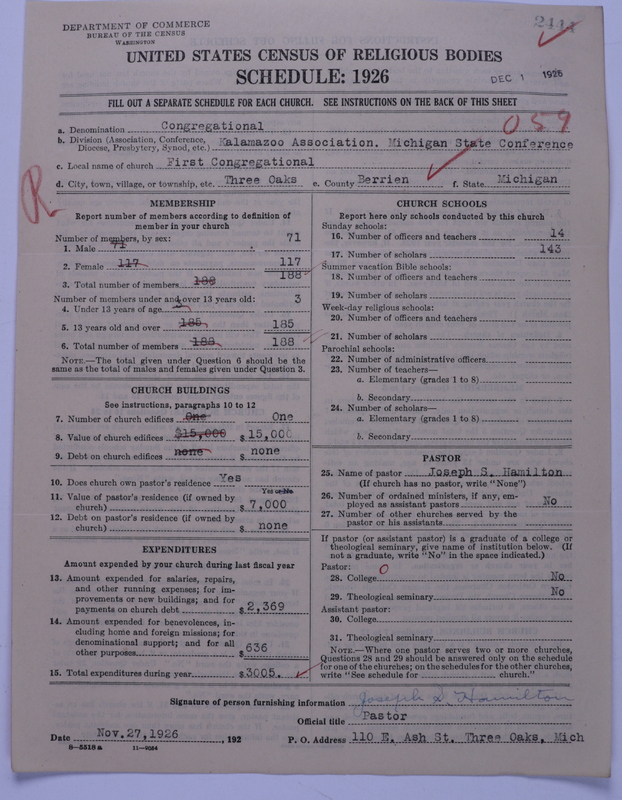 2444
DEPARTMENT OF COMMERCE
BUREAU OF THE CENSUS
WASHINGTON
UNITED STATES CENSUS OF RELIGIOUS BODIES
SCHEDULE: 1926
DEC 1 1926
FILL OUT A SEPARATE SCHEDULE FOR EACH CHURCH. SEE INSTRUCTIONS ON THE BACK OF THIS SHEET
059
a. Denomination Congregational
b. Division (Association, Conference, Diocese, Presbytery, Synod, etc.) Kalamazoo Association. Michigan State Conference
c. Local name of church First Congregational
d. City, town, village, or township, etc. Three Oaks e. County Berrien f. State Michigan
R
MEMBERSHIP
Report number of members according to definition of
member in your church
Number of members, by sex:
1. Male 71 71
2. Female 117 117
3. Total number of members 188 188
Number of members under and over 13 years old:
4. Under 13 years of age 3 3
5. 13 years old and over 185 185
6. Total number of members 188 188
NOTE.—The total given under Question 6 should be the
same as the total of males and females given under Question 3.
CHURCH BUILDINGS
See instructions, paragraphs 10 to 12
7. Number of church edifices One One
8. Value of church edifices $15,000 $15,000
9. Debt on church edifices none $ none
10. Does church own pastor's residence? Yes
Yes or No
11. Value of pastor's residence (if owned by
church) $ 7,000
12. Debt on pastor's residence (if owned by
church) $ none
EXPENDITURES
Amount expended by your church during last fiscal year
13. Amount expended for salaries, repairs,
and other running expenses; for im-
provements or new buildings; and for
payments on church debt $2,369
14. Amount expended for benevolences, in-
cluding home and foreign missions; for
denominational support; and for all
other purposes $636
15. Total expenditures during year $3005.
CHURCH SCHOOLS
Report here only schools conducted by this church
Sunday schools:
16. Number of officers and teachers 14
17. Number of scholars 143
Summer vacation Bible schools:
18. Number of officers and teachers
19. Number of scholars
Week-day religious schools:
20. Number of officers and teachers
21. Number of scholars
Parochial schools:
22. Number of administrative officers
23. Number of teachers—
a. Elementary (grades 1 to 8)
b. Secondary
24. Number of scholars—
a. Elementary (grades 1 to 8)
b. Secondary
PASTOR
25. Name of pastor Joseph S. Hamilton
(If church has no pastor, write "None")
26. Number of ordained ministers, if any, em-
ployed as assistant pastors No
27. Number of other churches served by the
pastor or his assistants
If pastor (or assistant pastor) is a graduate of a college or
theological seminary, give name of institution below. (If
not a graduate, write "No" in the space indicated.)
Pastor: 0
28. College No
29. Theological seminary No
Assistant pastor:
30. College
31. Theological seminary
NOTE.—Where one pastor serves two or more churches,
Questions 28 and 29 should be answered only on the schedule
for one of the churches; on the schedules for the other churches,
write "See schedule for church."
Signature of person furnishing information Joseph S. Hamilton
Official title Pastor
Date Nov.27,1926, 192 P. O. Address 110 E. Ash St. Three Oaks, Mich
8—5518 a 11—9054